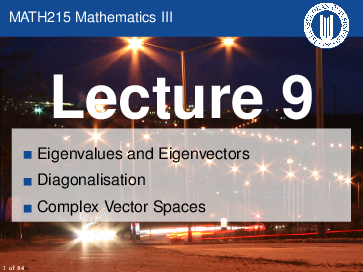 MATH215 Mathematics III
Lecture 9
Eigenvalues and Eigenvectors
Diagonalisation
Complex Vector Spaces
1 of 84